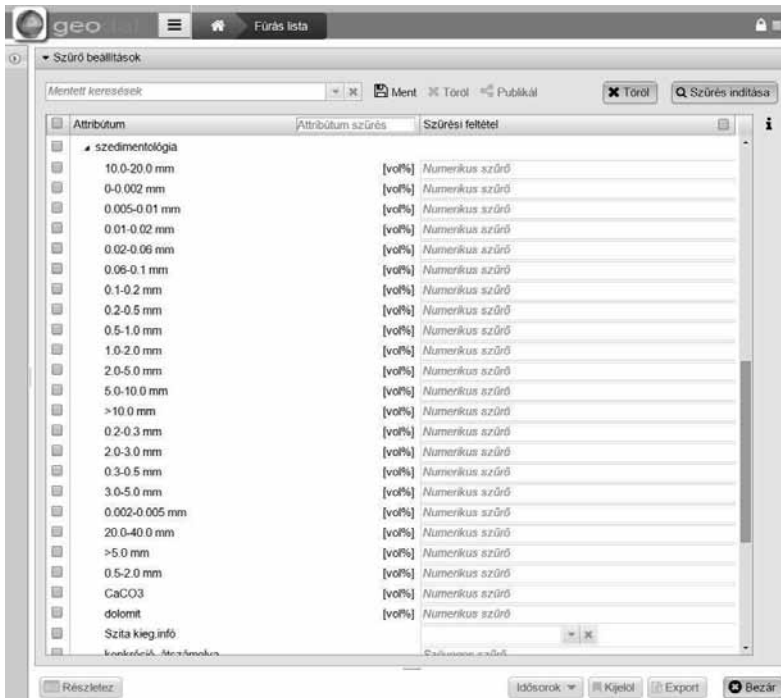 geo
Fúrás lista
Szűrő beállítások
Mentett keresések Ment Töröl Publikál Töröl Szűrés indítása
Attribútum Attribútum szűrés Szűrési feltétel
szedimentológia
10.0-20.0 mm [vol%] Numerikus szűrő
0-0.002 mm [vol%] Numerikus szűrő
0.005-0.01 mm [vol%] Numerikus szűrő
0.01-0.02 mm [vol%] Numerikus szűrő
0.02-0.06 mm [vol%] Numerikus szűrő
0.06-0.1 mm [vol%] Numerikus szűrő
0.1-0.2 mm [vol%] Numerikus szűrő
0.2-0.5 mm [vol%] Numerikus szűrő
0.5-1.0 mm [vol%] Numerikus szűrő
1.0-2.0 mm [vol%] Numerikus szűrő
2.0-5.0 mm [vol%] Numerikus szűrő
5.0-10.0 mm [vol%] Numerikus szűrő
>10.0 mm [vol%] Numerikus szűrő
0.2-0.3 mm [vol%] Numerikus szűrő
2.0-3.0 mm [vol%] Numerikus szűrő
0.3-0.5 mm [vol%] Numerikus szűrő
3.0-5.0 mm [vol%] Numerikus szűrő
0.002-0.005 mm [vol%] Numerikus szűrő
20.0-40.0 mm [vol%] Numerikus szűrő
>5.0 mm [vol%] Numerikus szűrő
0.5-2.0 mm [vol%] Numerikus szűrő
CaCO3 [vol%] Numerikus szűrő
dolomit [vol%] Numerikus szűrő
Szita kieg.infó
konkréció, átszámolva Szöveges szűrő
Részletez Idősorok Kijelöl Export Bezár